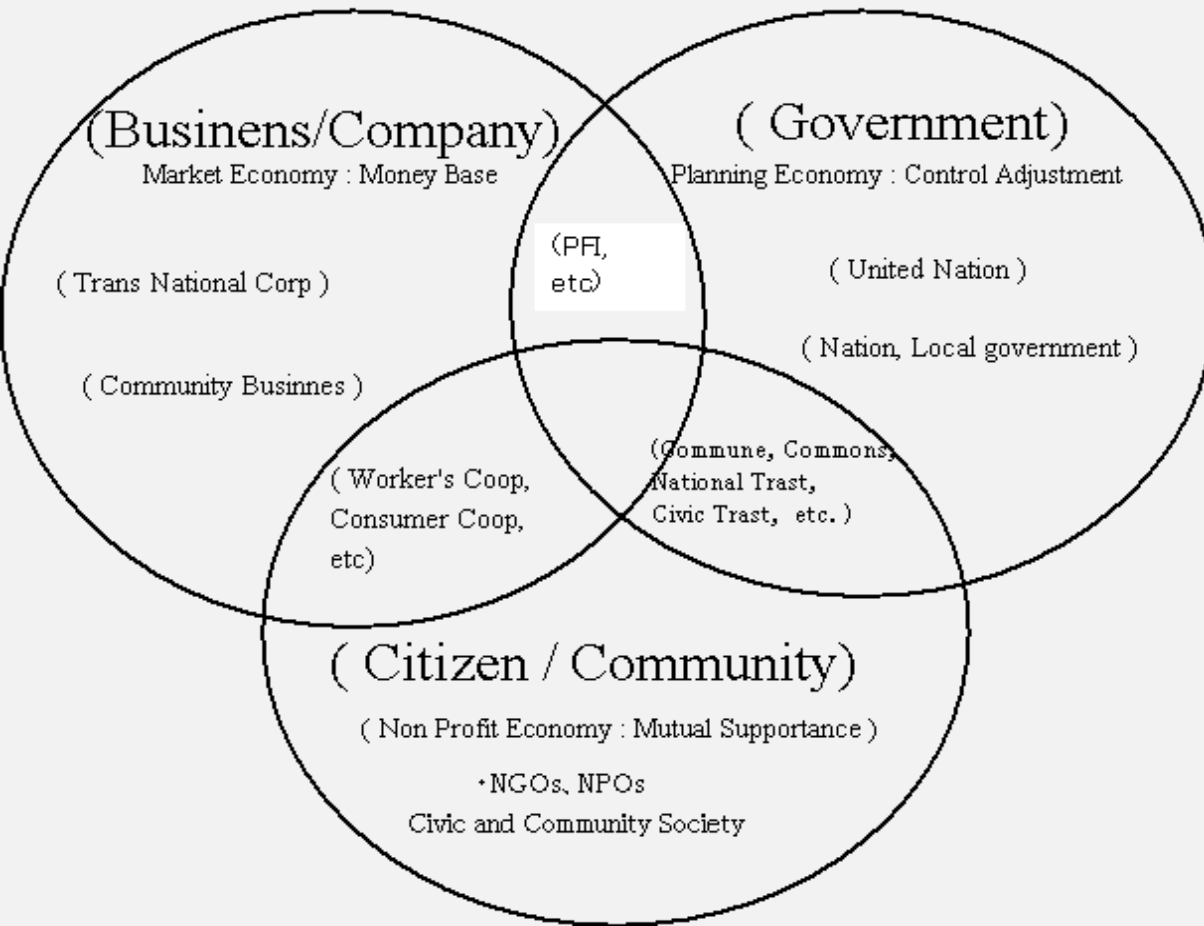 (Businens/Company)
Market Economy : Money Base
( Trans National Corp )
( Community Businnes )
( Government)
Planning Economy : Control Adjustment
( United Nation )
( Nation, Local government )
(PFI,
etc)
( Worker's Coop,
Consumer Coop,
etc)
(Commune, Commons,
National Trast,
Civic Trast, etc.)
( Citizen / Community)
( Non Profit Economy : Mutual Supportance )
・NGOs、NPOs
Civic and Community Society